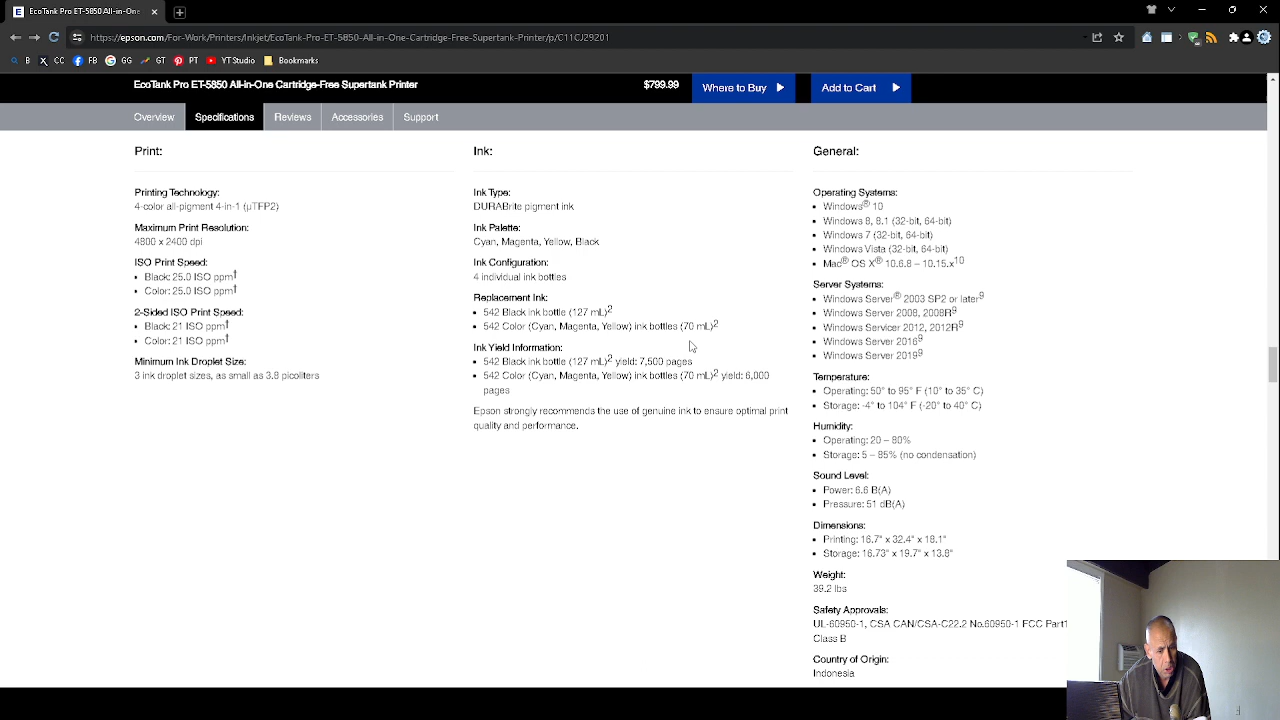 EcoTank Pro ET-5850 All-in-One
https://epson.com/For-Work/Printers/Inkjet/EcoTank-Pro-ET-5850-All-in-One-Cartridge-Free-Supertank-Printer/p/C11CJ29201
B CC FB GG GT PT YTStudio Bookmarks
EcoTank Pro ET-5850 All-in-One Cartridge-Free Supertank Printer $799.99 Where to Buy Add to Cart
Overview Specifications Reviews Accessories Support
Print:
Printing Technology:
4-color all-pigment 4-in-1 (µTFP2)
Maximum Print Resolution:
4800 x 2400 dpi
ISO Print Speed:
• Black: 25.0 ISO ppm†
• Color: 25.0 ISO ppm†
2-Sided ISO Print Speed:
• Black: 21 ISO ppm†
• Color: 21 ISO ppm†
Minimum Ink Droplet Size:
3 ink droplet sizes, as small as 3.8 picoliters
Ink:
Ink Type:
DURABrite pigment ink
Ink Palette:
Cyan, Magenta, Yellow, Black
Ink Configuration:
4 individual ink bottles
Replacement Ink:
• 542 Black ink bottle (127 mL)2
• 542 Color (Cyan, Magenta, Yellow) ink bottles (70 mL)2
Ink Yield Information:
• 542 Black ink bottle (127 mL)2 yield: 7,500 pages
• 542 Color (Cyan, Magenta, Yellow) ink bottles (70 mL)2 yield: 6,000
pages
Epson strongly recommends the use of genuine ink to ensure optimal print
quality and performance.
General:
Operating Systems:
• Windows® 10
• Windows 8, 8.1 (32-bit, 64-bit)
• Windows 7 (32-bit, 64-bit)
• Windows Vista (32-bit, 64-bit)
• Mac® OS X® 10.6.8 – 10.15.x10
Server Systems:
• Windows Server® 2003 SP2 or later9
• Windows Server 2008, 2008R9
• Windows Servicer 2012, 2012R9
• Windows Server 20169
• Windows Server 20199
Temperature:
• Operating: 50° to 95° F (10° to 35° C)
• Storage: -4° to 104° F (-20° to 40° C)
Humidity:
• Operating: 20 – 80%
• Storage: 5 – 85% (no condensation)
Sound Level:
• Power: 6.6 B(A)
• Pressure: 51 dB(A)
Dimensions:
• Printing: 16.7" x 32.4" x 18.1"
• Storage: 16.73" x 19.7" x 13.8"
Weight:
39.2 lbs
Safety Approvals:
UL-60950-1, CSA CAN/CSA-C22.2 No.60950-1 FCC Part1
Class B
Country of Origin:
Indonesia